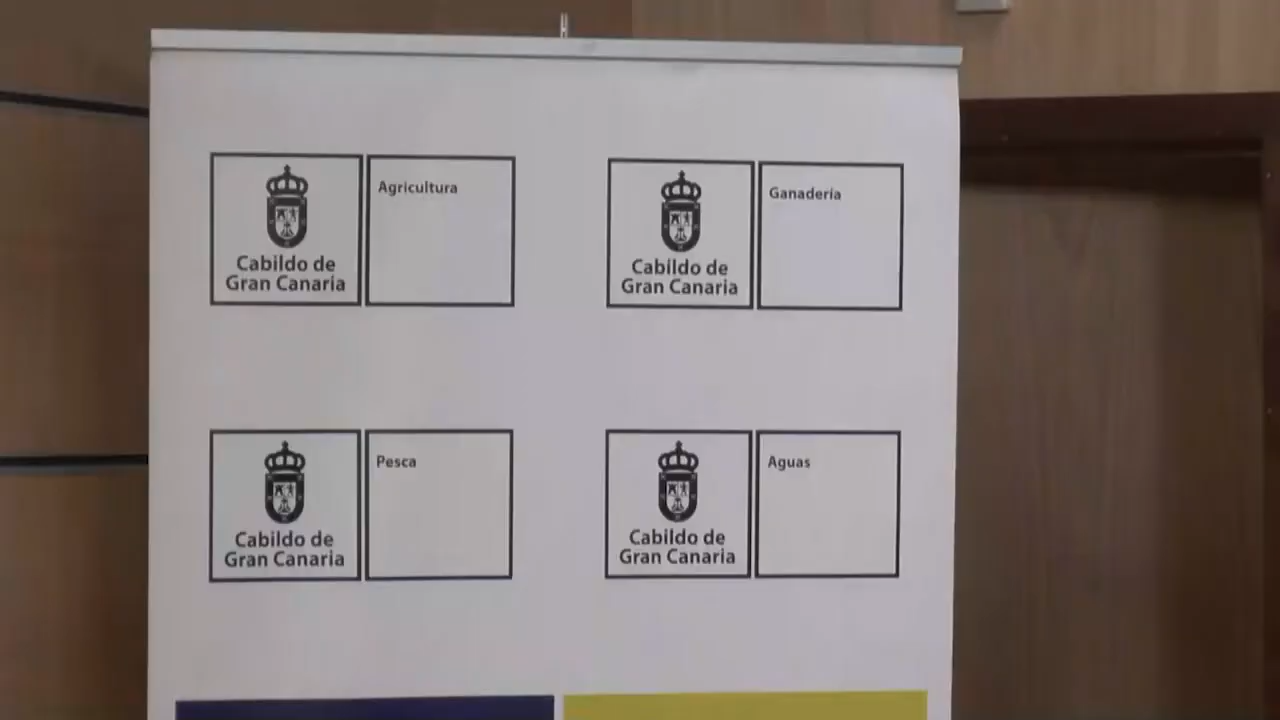 Cabildo de
Gran Canaria
Agricultura
Cabildo de
Gran Canaria
Ganadería
Cabildo de
Gran Canaria
Pesca
Cabildo de
Gran Canaria
Aguas